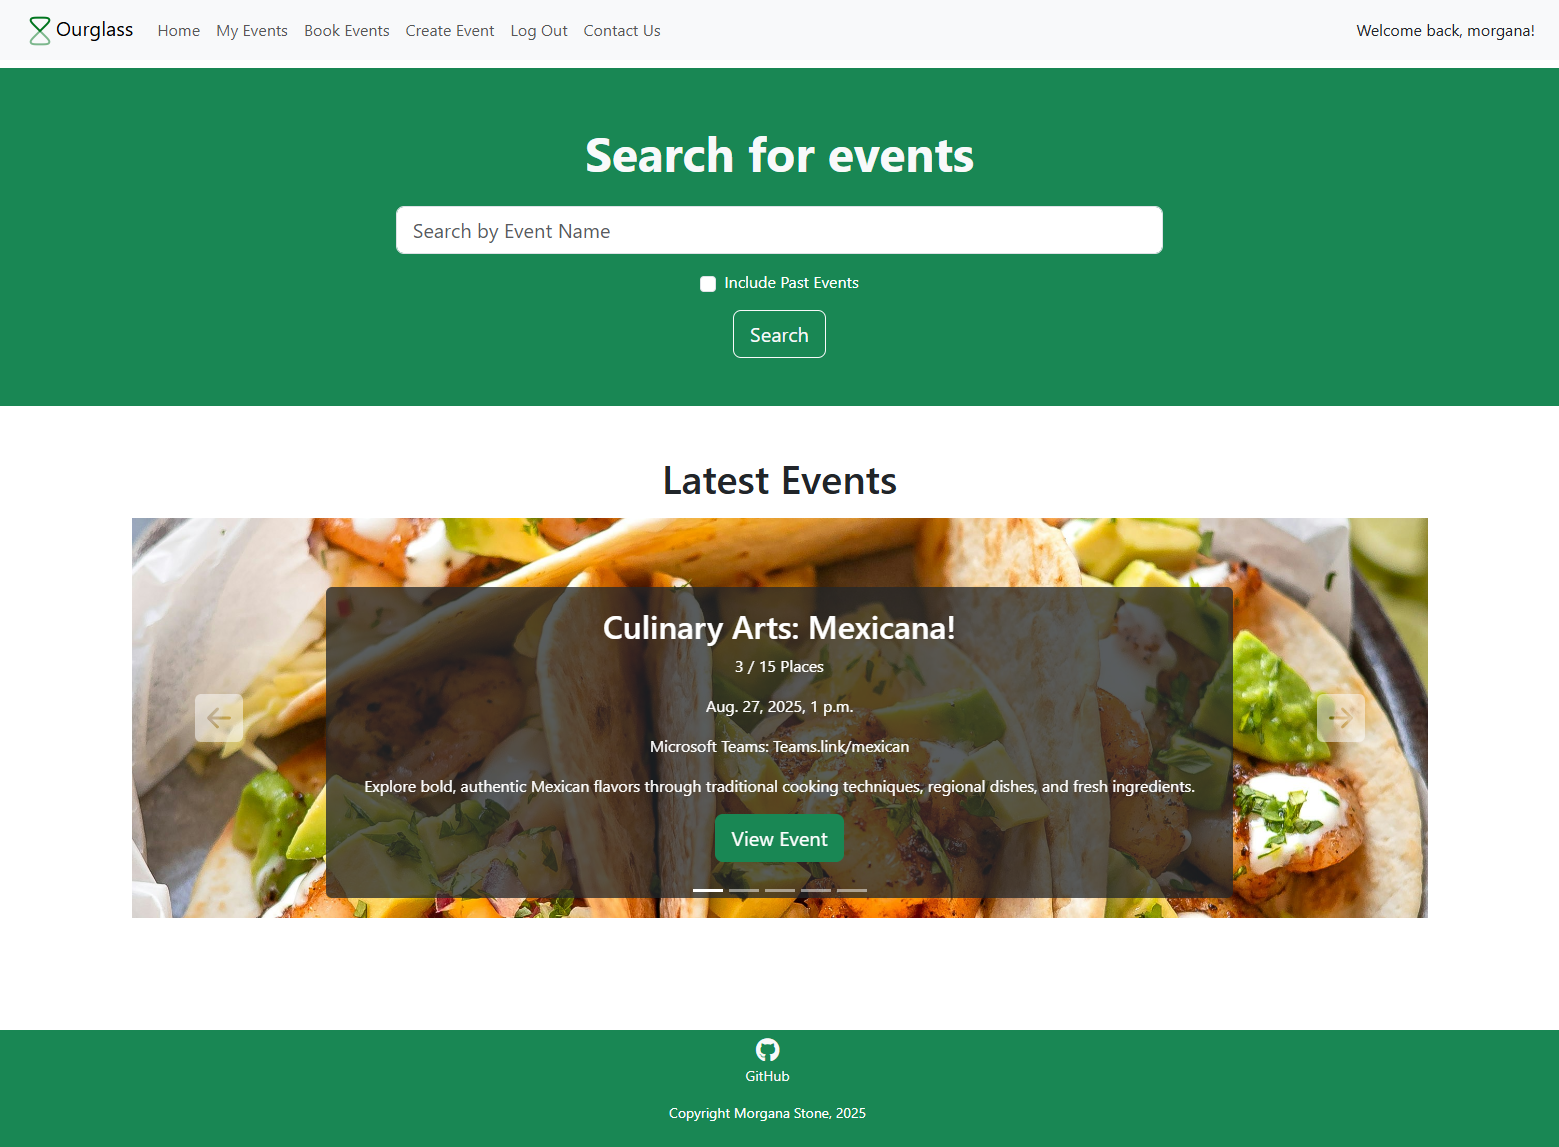 Ourglass Home My Events Book Events Create Event Log Out Contact Us Welcome back, morgana!
Search for events
Search by Event Name
Include Past Events
Search
Latest Events
Culinary Arts: Mexicana!
3 / 15 Places
Aug. 27, 2025, 1 p.m.
Microsoft Teams: Teams.link/mexican
Explore bold, authentic Mexican flavors through traditional cooking techniques, regional dishes, and fresh ingredients.
View Event
GitHub
Copyright Morgana Stone, 2025